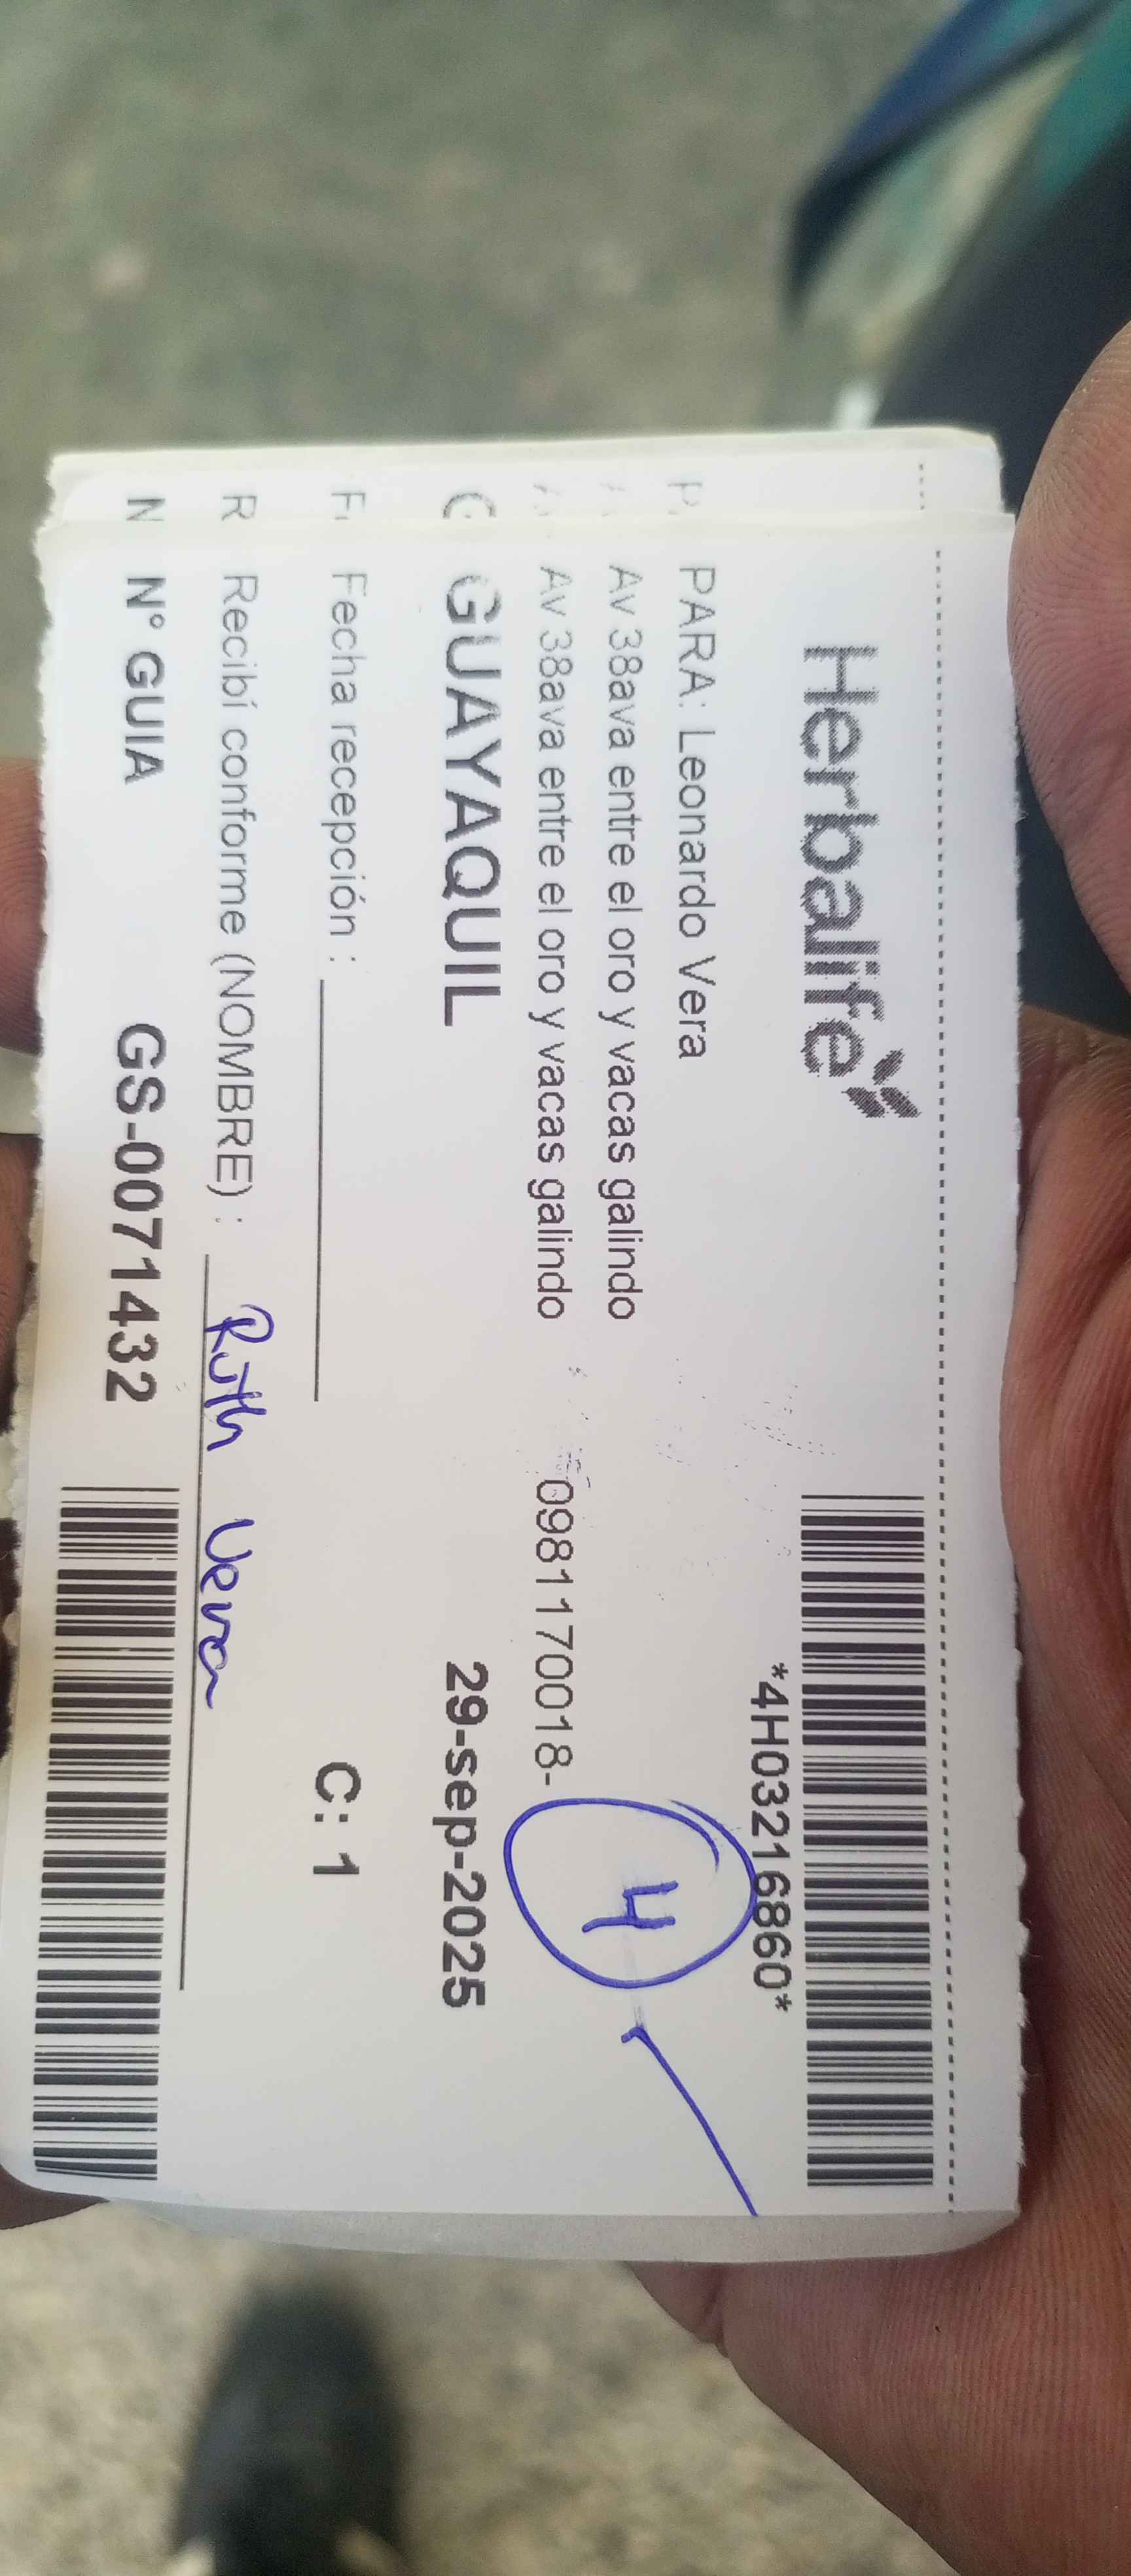 Herbalife
*4H03216860*
PARA: Leonardo Vera
Av 38ava entre el oro y vacas galindo
4
Av 38ava entre el oro y vacas galindo 0981170018-
GUAYAQUIL 29-sep-2025
Fecha recepción : C: 1
Recibí conforme (NOMBRE) : Ruth Vera
N° GUIA GS-0071432